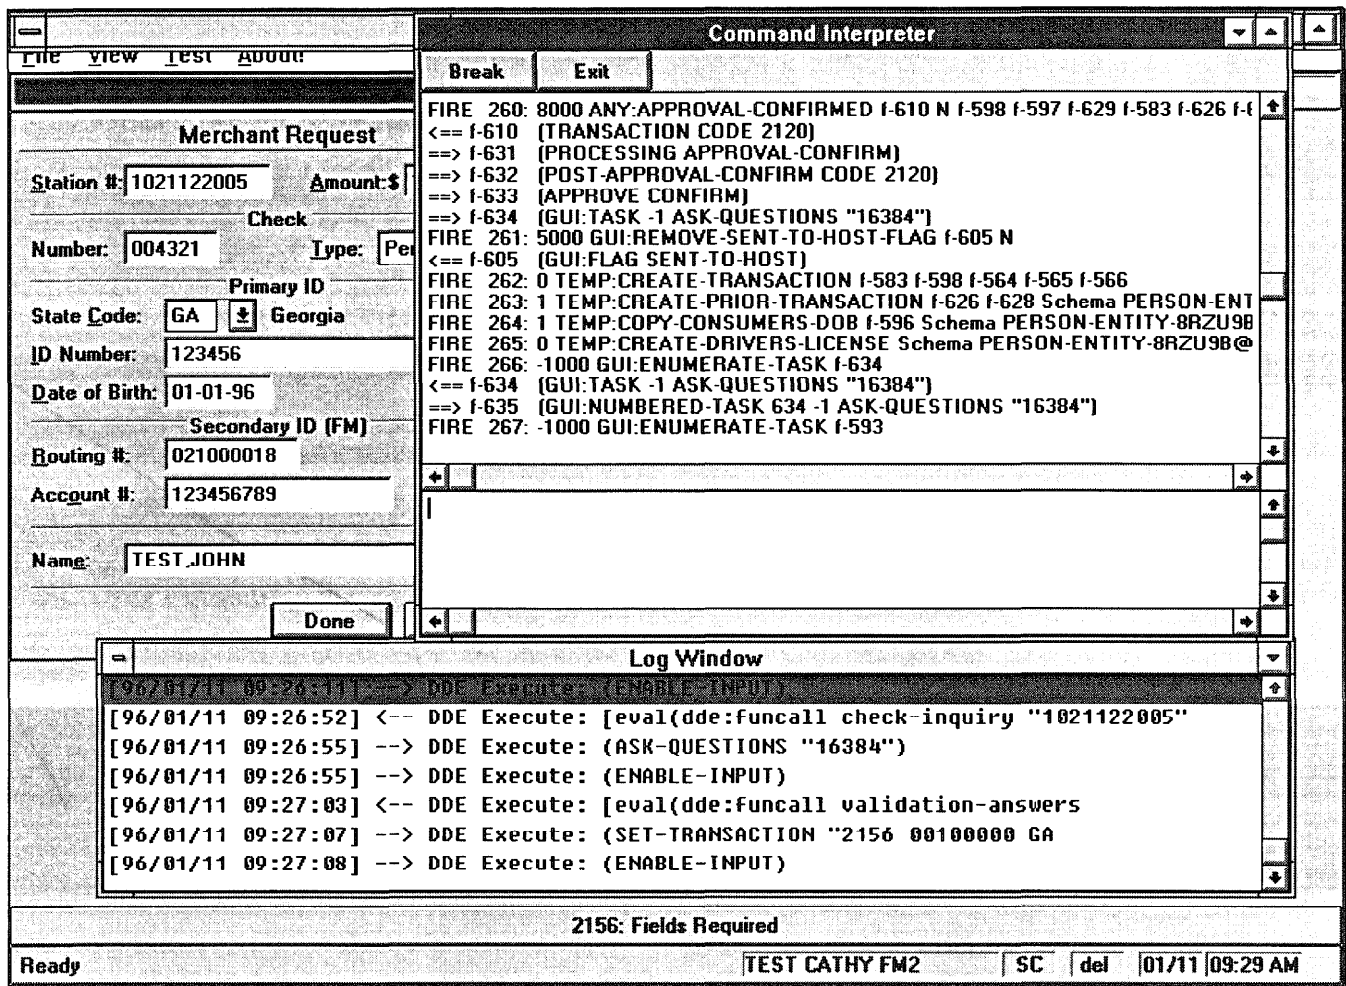 Command Interpreter
File View Test About!
Break Exit
Merchant Request
Station #: 1021122005 Amount:$
Check
Number: 004321 Type: Per
Primary ID
State Code: GA Georgia
ID Number: 123456
Date of Birth: 01-01-96
Secondary ID (FM)
Routing #: 021000018
Account #: 123456789
Name: TEST,JOHN
Done
FIRE 260: 8000 ANY:APPROVAL-CONFIRMED f-610 N f-598 f-597 f-629 f-583 f-626 f-6
<== f-610 (TRANSACTION CODE 2120)
==> f-631 (PROCESSING APPROVAL-CONFIRM)
==> f-632 (POST-APPROVAL-CONFIRM CODE 2120)
==> f-633 (APPROVE CONFIRM)
==> f-634 (GUI:TASK -1 ASK-QUESTIONS "16384")
FIRE 261: 5000 GUI:REMOVE-SENT-TO-HOST-FLAG f-605 N
<== f-605 (GUI:FLAG SENT-TO-HOST)
FIRE 262: 0 TEMP:CREATE-TRANSACTION f-583 f-598 f-564 f-565 f-566
FIRE 263: 1 TEMP:CREATE-PRIOR-TRANSACTION f-626 f-628 Schema PERSON-ENT
FIRE 264: 1 TEMP:COPY-CONSUMERS-DOB f-596 Schema PERSON-ENTITY-8RZU9B
FIRE 265: 0 TEMP:CREATE-DRIVERS-LICENSE Schema PERSON-ENTITY-8RZU9B@
FIRE 266: -1000 GUI:ENUMERATE-TASK f-634
<== f-634 (GUI:TASK -1 ASK-QUESTIONS "16384")
==> f-635 (GUI:NUMBERED-TASK 634 -1 ASK-QUESTIONS "16384")
FIRE 267: -1000 GUI:ENUMERATE-TASK f-593
Log Window
[96/01/11 09:26:11] --> DDE Execute: (ENABLE-INPUT)
[96/01/11 09:26:52] <-- DDE Execute: [eval(dde:funcall check-inquiry "1021122005"
[96/01/11 09:26:55] --> DDE Execute: (ASK-QUESTIONS "16384")
[96/01/11 09:26:55] --> DDE Execute: (ENABLE-INPUT)
[96/01/11 09:27:03] <-- DDE Execute: [eval(dde:funcall validation-answers
[96/01/11 09:27:07] --> DDE Execute: (SET-TRANSACTION "2156 00100000 GA
[96/01/11 09:27:08] --> DDE Execute: (ENABLE-INPUT)
2156: Fields Required
Ready TEST CATHY FM2 SC del 01/11 09:29 AM